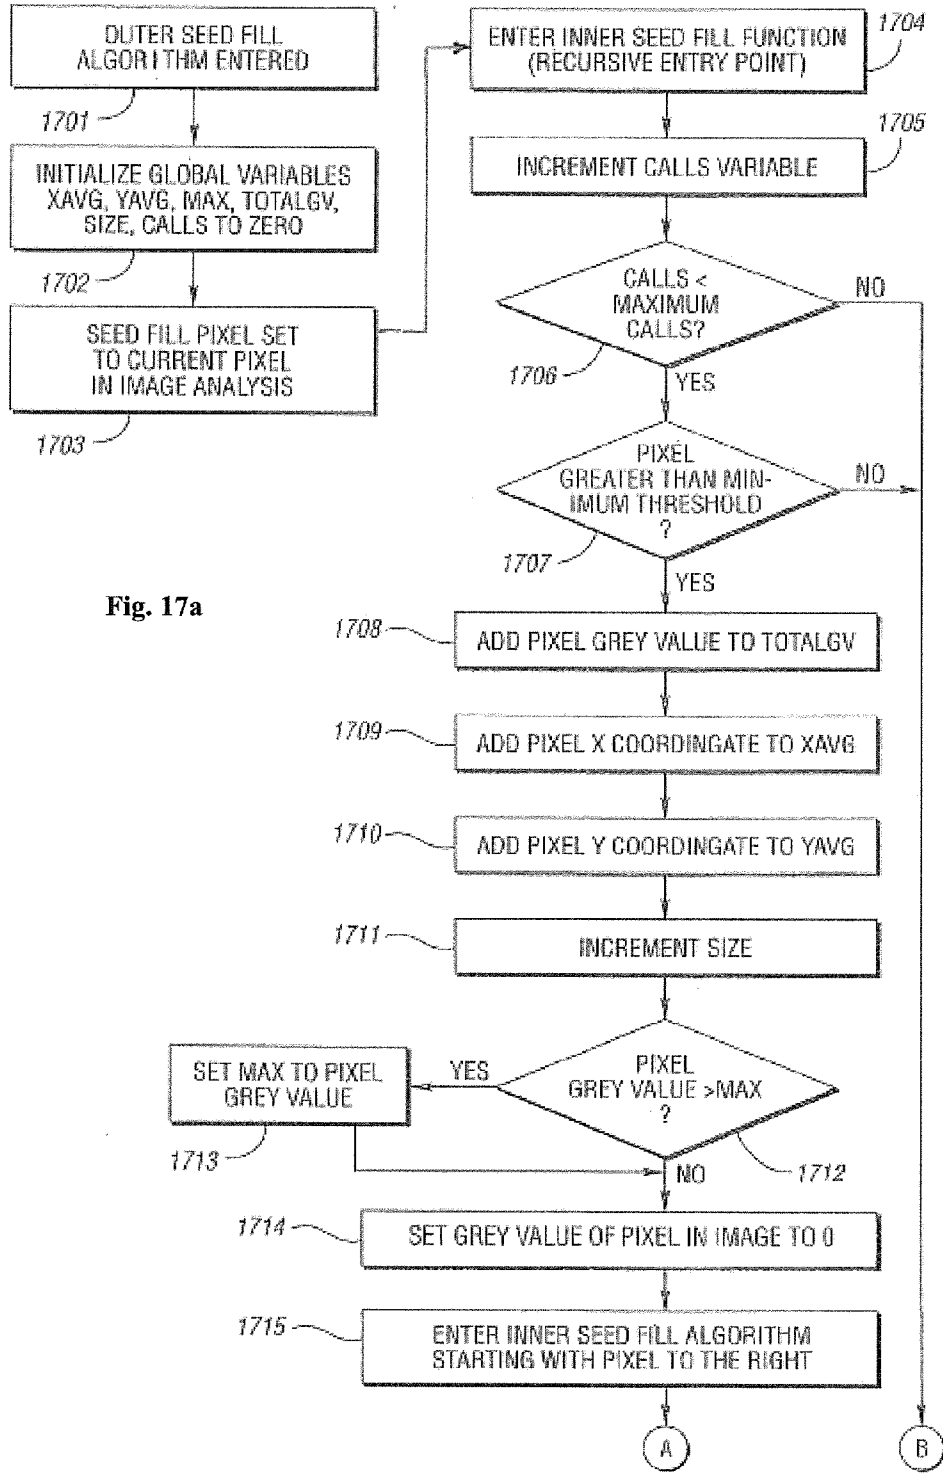 OUTER SEED FILL
ALGORITHM ENTERED
1701
INITIALIZE GLOBAL VARIABLES
XAVG, YAVG, MAX, TOTALGV,
SIZE, CALLS TO ZERO
1702
SEED FILL PIXEL SET
TO CURRENT PIXEL
IN IMAGE ANALYSIS
1703
ENTER INNER SEED FILL FUNCTION
(RECURSIVE ENTRY POINT)
1704
INCREMENT CALLS VARIABLE
1705
CALLS <
MAXIMUM
CALLS?
NO
1706
YES
PIXEL
GREATER THAN MIN-
IMUM THRESHOLD
?
NO
1707
YES
Fig. 17a
1708
ADD PIXEL GREY VALUE TO TOTALGV
1709
ADD PIXEL X COORDINGATE TO XAVG
1710
ADD PIXEL Y COORDINGATE TO YAVG
1711
INCREMENT SIZE
PIXEL
GREY VALUE >MAX
?
1712
YES
SET MAX TO PIXEL
GREY VALUE
1713
NO
1714
SET GREY VALUE OF PIXEL IN IMAGE TO 0
1715
ENTER INNER SEED FILL ALGORITHM
STARTING WITH PIXEL TO THE RIGHT
A
B